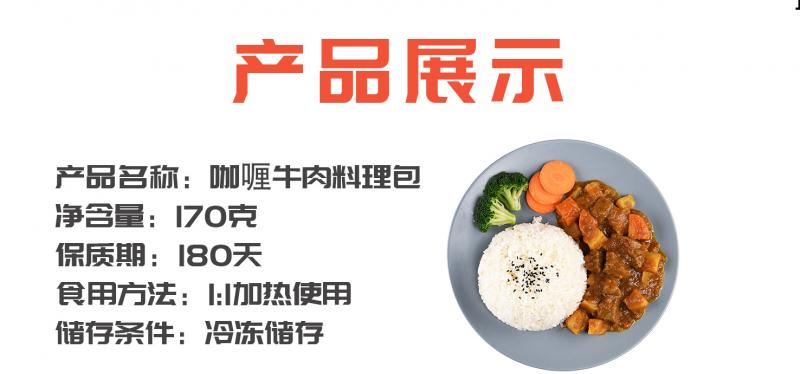 产品展示
产品名称：咖喱牛肉料理包
净含量：170克
保质期：180天
食用方法：1:1加热使用
储存条件：冷冻储存